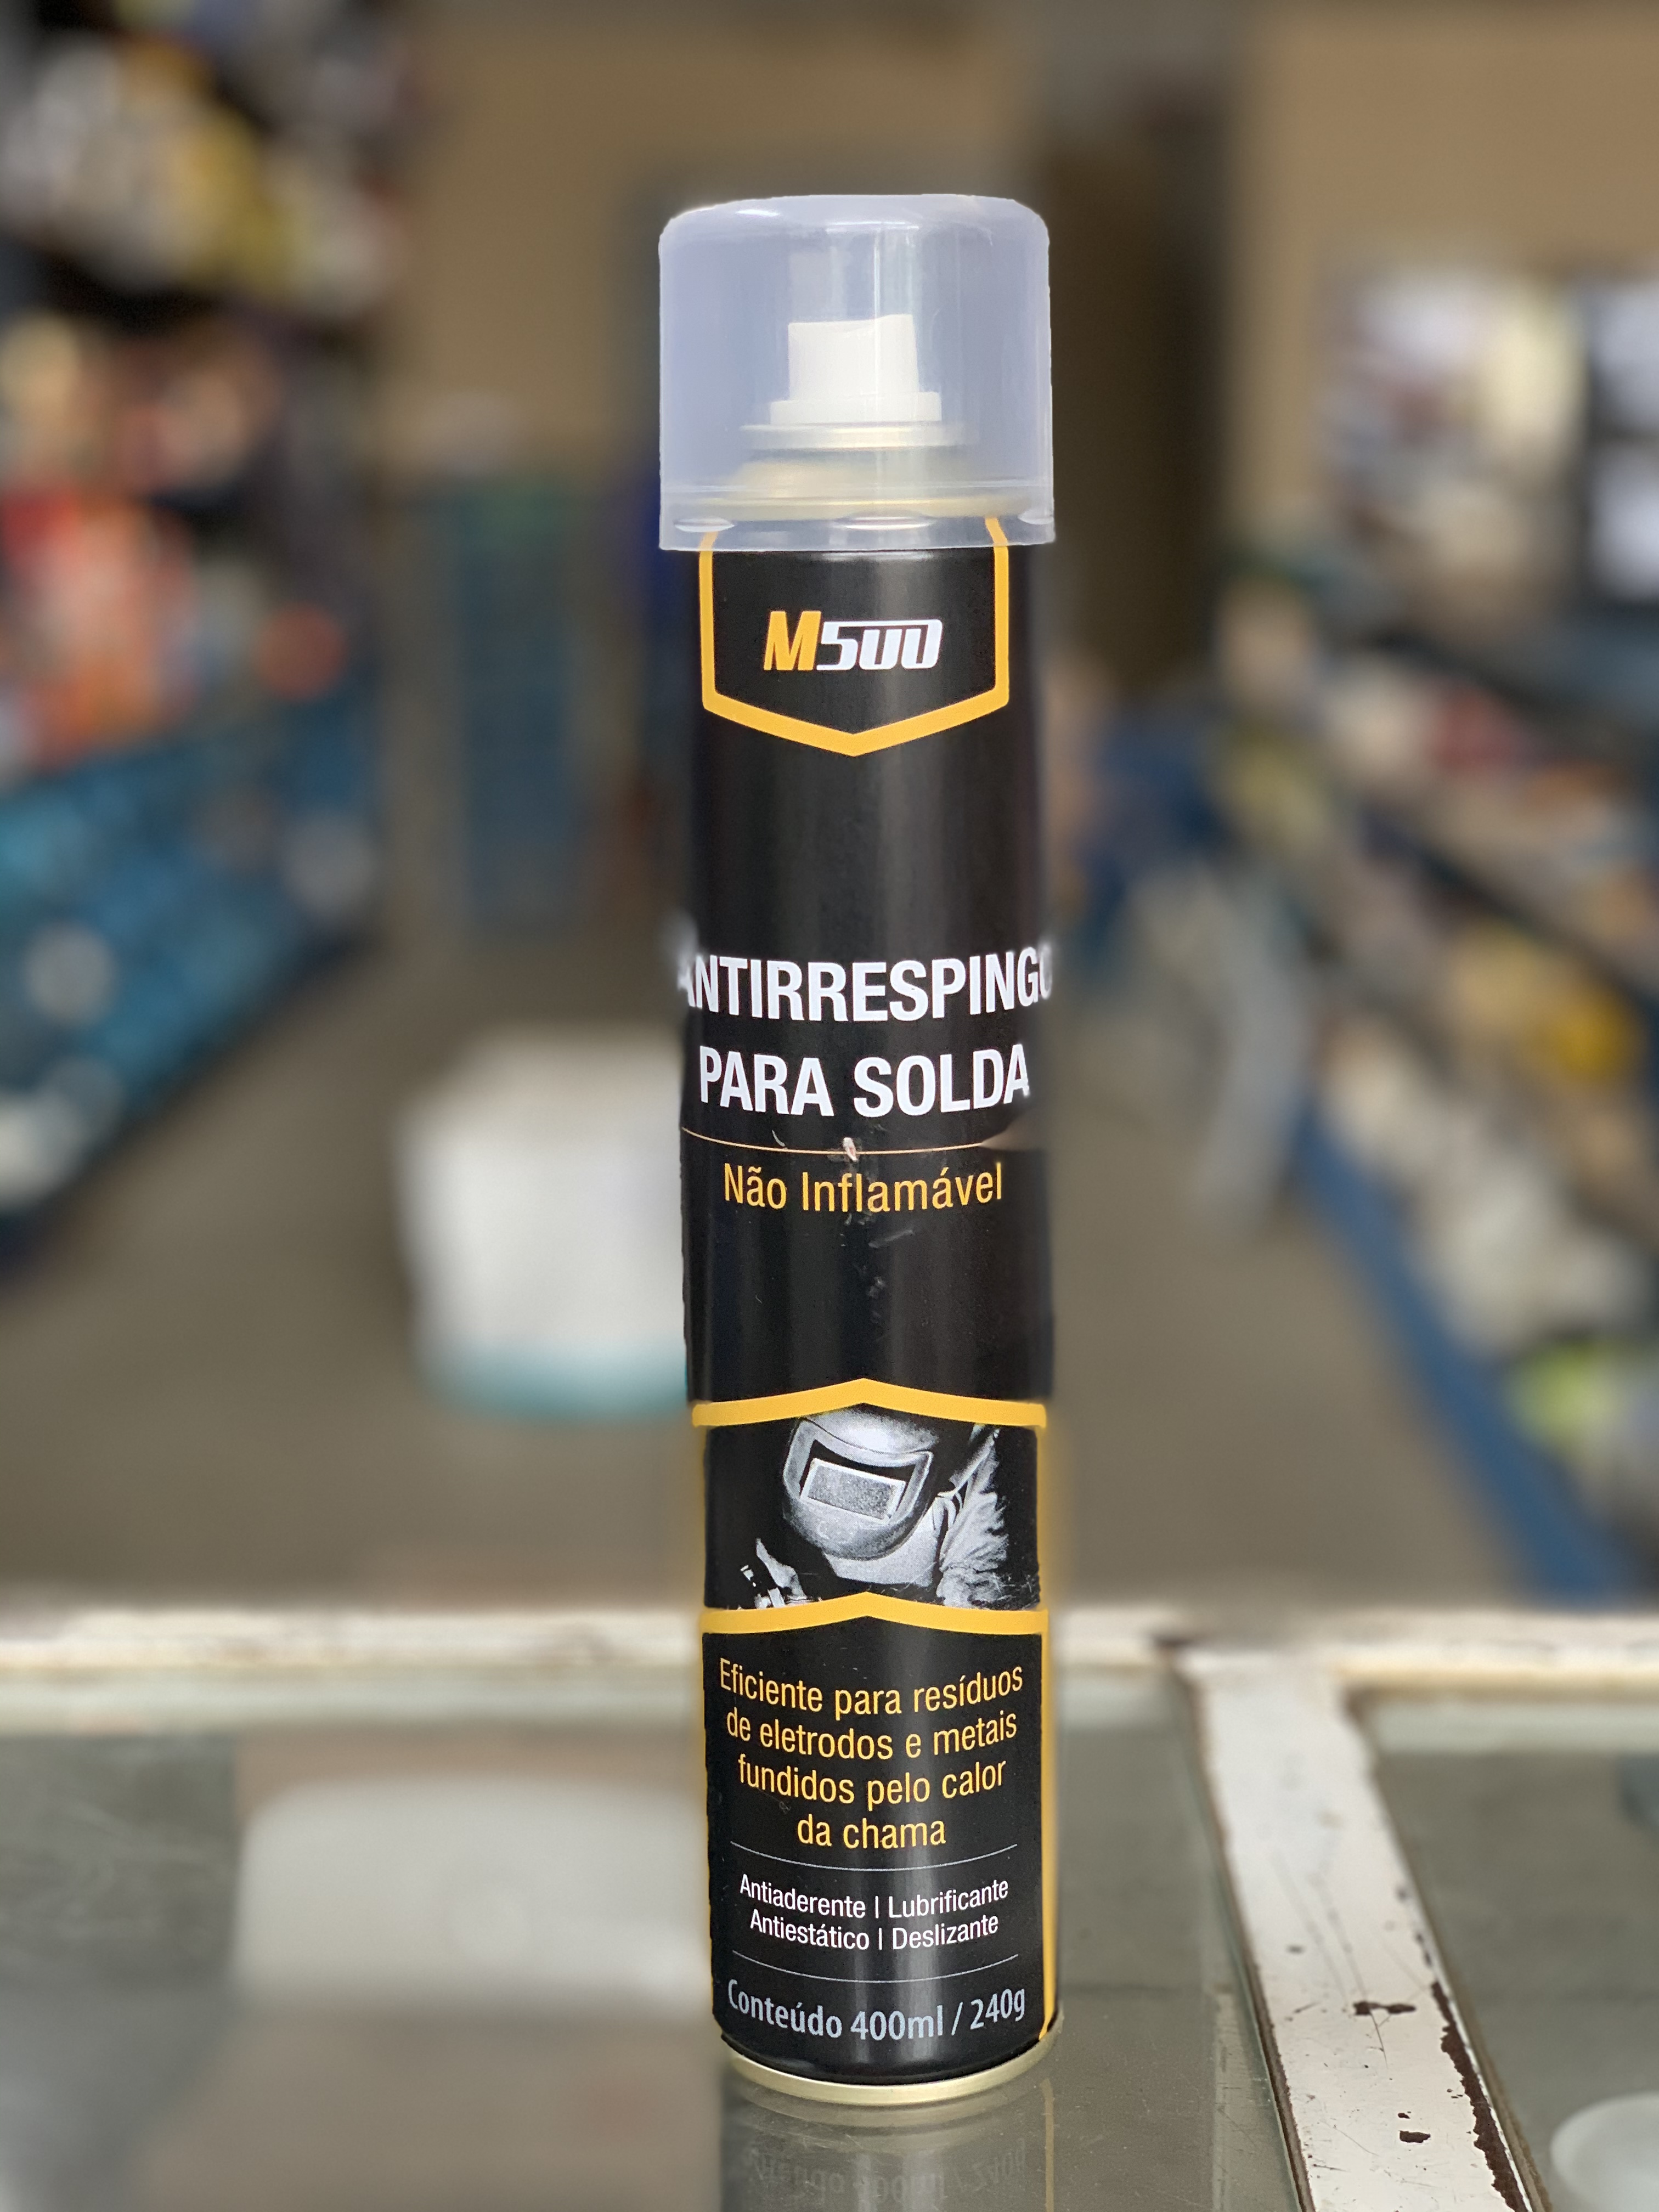 M500
ANTIRRESPINGO
PARA SOLDA
Não Inflamável
Eficiente para resíduos
de eletrodos e metais
fundidos pelo calor
da chama
Antiaderente | Lubrificante
Antiestático | Deslizante
Conteúdo 400ml / 240g